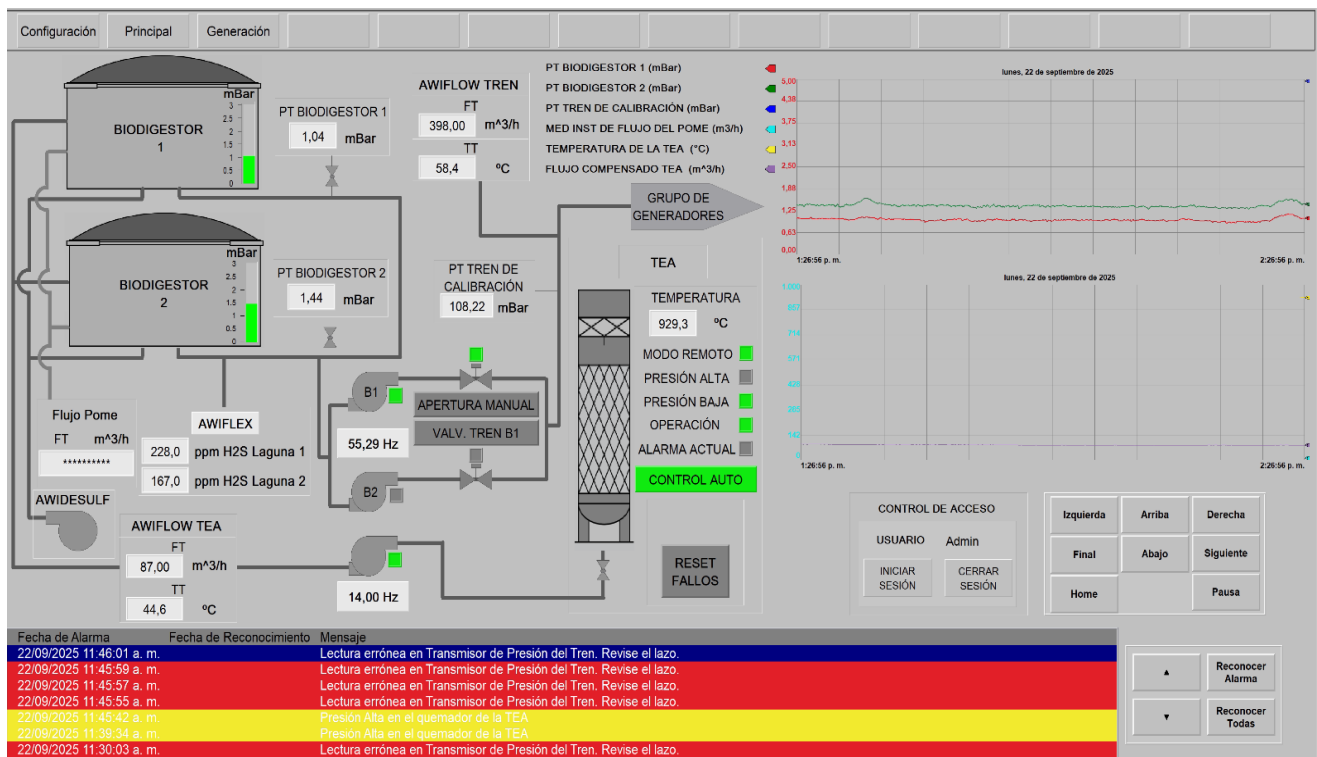 Configuración Principal Generación
mBar
3
2.5
2
1.5
1
0.5
0
BIODIGESTOR
1
PT BIODIGESTOR 1
1,04 mBar
AWIFLOW TREN
FT
398,00 m^3/h
TT
58,4 ºC
mBar
3
2.5
2
1.5
1
0.5
0
BIODIGESTOR
2
PT BIODIGESTOR 2
1,44 mBar
PT TREN DE
CALIBRACIÓN
108,22 mBar
GRUPO DE
GENERADORES
TEA
TEMPERATURA
929,3 ºC
MODO REMOTO
PRESIÓN ALTA
PRESIÓN BAJA
OPERACIÓN
ALARMA ACTUAL
CONTROL AUTO
RESET
FALLOS
B1
55,29 Hz
B2
APERTURA MANUAL
VALV. TREN B1
Flujo Pome
FT m^3/h
**********
AWIFLEX
228,0 ppm H2S Laguna 1
167,0 ppm H2S Laguna 2
AWIDESULF
AWIFLOW TEA
FT
87,00 m^3/h
TT
44,6 ºC
14,00 Hz
PT BIODIGESTOR 1 (mBar)
PT BIODIGESTOR 2 (mBar)
PT TREN DE CALIBRACIÓN (mBar)
MED INST DE FLUJO DEL POME (m3/h)
TEMPERATURA DE LA TEA (°C)
FLUJO COMPENSADO TEA (m^3/h)
lunes, 22 de septiembre de 2025
5,00
4,38
3,75
3,13
2,50
1,88
1,25
0,63
0,00
1:26:56 p. m. 2:26:56 p. m.
lunes, 22 de septiembre de 2025
1.000
857
714
571
142
0
1:26:56 p. m. 2:26:56 p. m.
CONTROL DE ACCESO
USUARIO Admin
INICIAR
SESIÓN
CERRAR
SESIÓN
Izquierda Arriba Derecha
Final Abajo Siguiente
Home Pausa
Fecha de Alarma Fecha de Reconocimiento Mensaje
22/09/2025 11:46:01 a. m. Lectura errónea en Transmisor de Presión del Tren. Revise el lazo.
22/09/2025 11:45:59 a. m. Lectura errónea en Transmisor de Presión del Tren. Revise el lazo.
22/09/2025 11:45:57 a. m. Lectura errónea en Transmisor de Presión del Tren. Revise el lazo.
22/09/2025 11:45:55 a. m. Lectura errónea en Transmisor de Presión del Tren. Revise el lazo.
22/09/2025 11:45:42 a. m. Presión Alta en el quemador de la TEA
22/09/2025 11:39:34 a. m. Presión Alta en el quemador de la TEA
22/09/2025 11:30:03 a. m. Lectura errónea en Transmisor de Presión del Tren. Revise el lazo.
Reconocer
Alarma
Reconocer
Todas